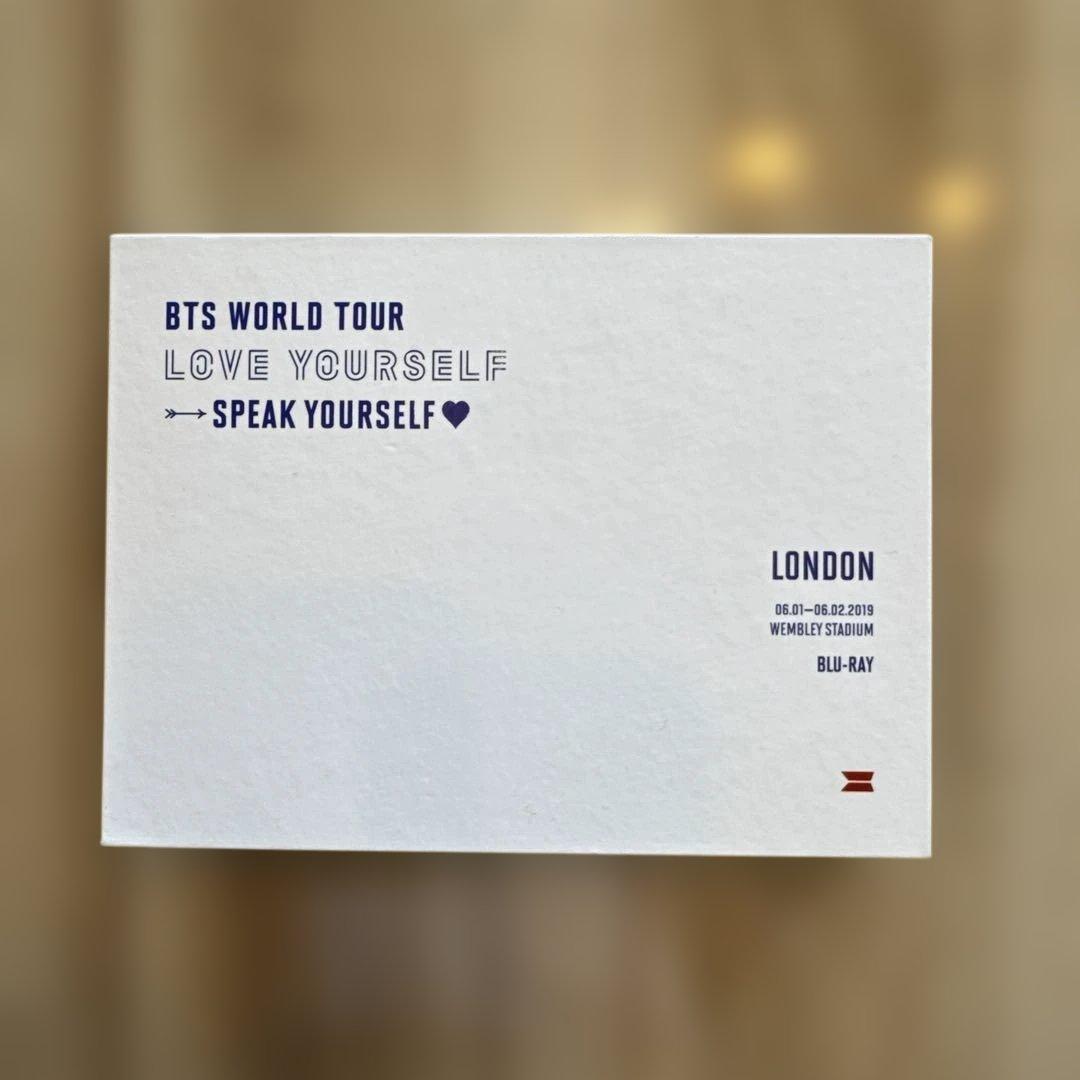 BTS WORLD TOUR
LOVE YOURSELF
SPEAK YOURSELF
LONDON
06.01–06.02.2019
WEMBLEY STADIUM
BLU-RAY